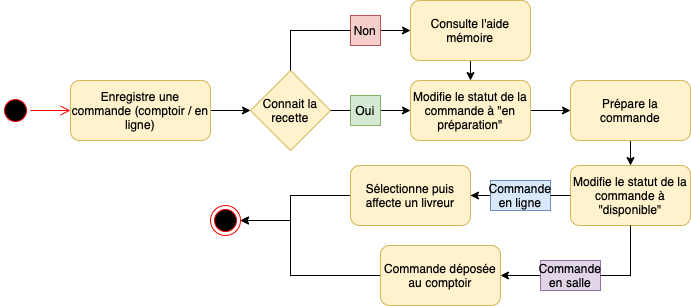 Non
Consulte l'aide
mémoire
Enregistre une
commande (comptoir / en
ligne)
Connait la
recette
Oui
Modifie le statut de la
commande à "en
préparation"
Prépare la
commande
Sélectionne puis
affecte un livreur
Commande
en ligne
Modifie le statut de la
commande à
"disponible"
Commande déposée
au comptoir
Commande
en salle